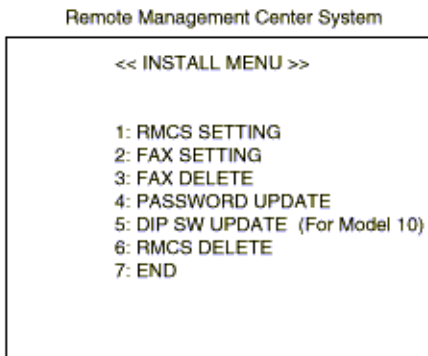 Remote Management Center System
<< INSTALL MENU >>
1: RMCS SETTING
2: FAX SETTING
3: FAX DELETE
4: PASSWORD UPDATE
5: DIP SW UPDATE (For Model 10)
6: RMCS DELETE
7: END